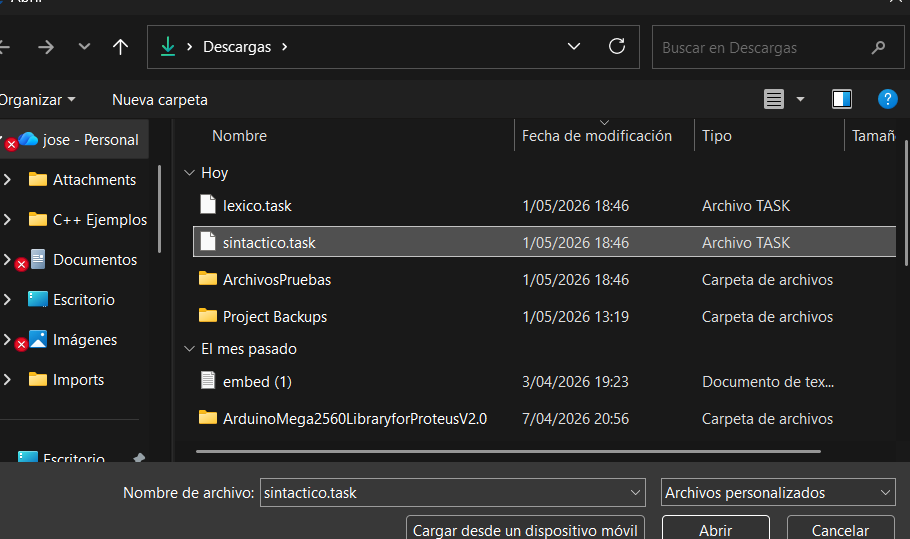 Abrir
Descargas
Buscar en Descargas
Organizar
Nueva carpeta
?
jose - Personal
Attachments
C++ Ejemplos
Documentos
Escritorio
Imágenes
Imports
Escritorio
Nombre Fecha de modificación Tipo Tamañ
Hoy
lexico.task 1/05/2026 18:46 Archivo TASK
sintactico.task 1/05/2026 18:46 Archivo TASK
ArchivosPruebas 1/05/2026 18:46 Carpeta de archivos
Project Backups 1/05/2026 13:19 Carpeta de archivos
El mes pasado
embed (1) 3/04/2026 19:23 Documento de tex...
ArduinoMega2560LibraryforProteusV2.0 7/04/2026 20:56 Carpeta de archivos
Nombre de archivo: sintactico.task Archivos personalizados
Cargar desde un dispositivo móvil Abrir Cancelar